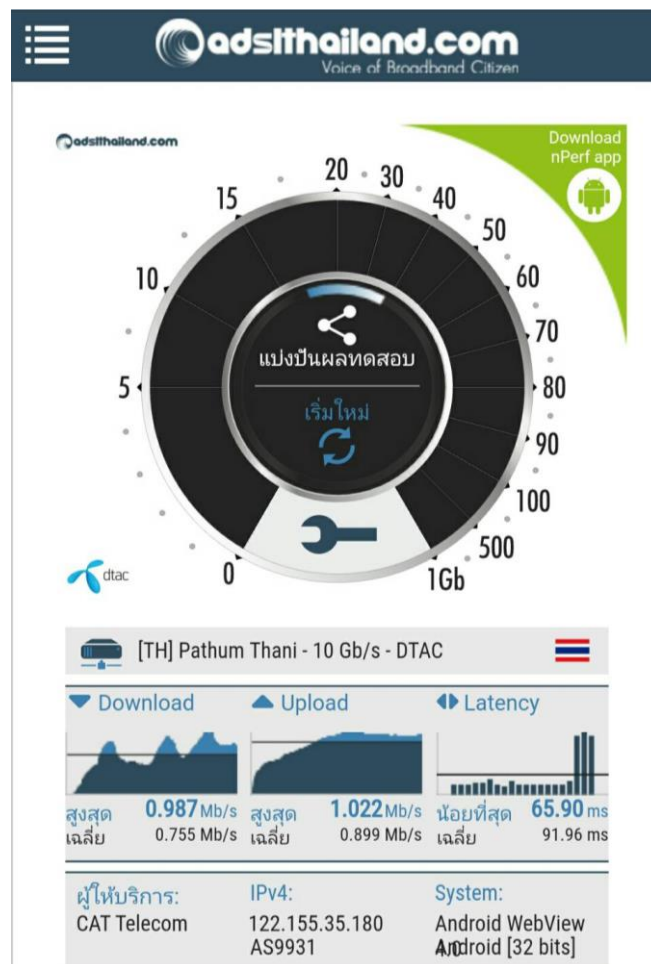 adslthailand.com
Voice of Broadband Citizen
adslthailand.com
Download
nPerf app
0
5
10
15
20
30
40
50
60
70
80
90
100
500
1Gb
แบ่งปันผลทดสอบ
เริ่มใหม่
dtac
[TH] Pathum Thani - 10 Gb/s - DTAC
Download Upload Latency
สูงสุด 0.987 Mb/s สูงสุด 1.022 Mb/s น้อยที่สุด 65.90 ms
เฉลี่ย 0.755 Mb/s เฉลี่ย 0.899 Mb/s เฉลี่ย 91.96 ms
ผู้ให้บริการ: IPv4: System:
CAT Telecom 122.155.35.180 Android WebView
4.0
AS9931 Android [32 bits]